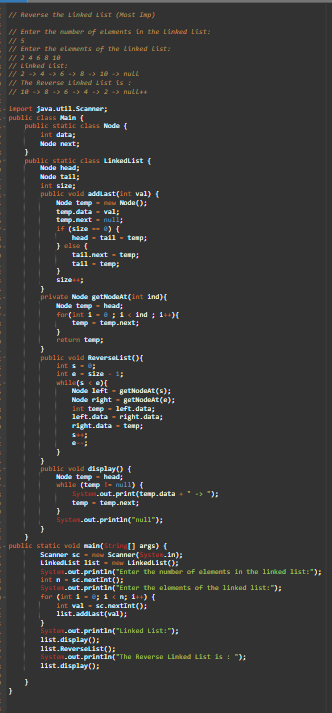 // Reverse the Linked List (Most Imp)
// Enter the number of elements in the linked list:
// 5
// Enter the elements of the linked list:
// 2 4 6 8 10
// Linked List:
// 2 -> 4 -> 6 -> 8 -> 10 -> null
// The Reverse Linked List is :
// 10 -> 8 -> 6 -> 4 -> 2 -> null++
import java.util.Scanner;
public class Main {
public static class Node {
int data;
Node next;
}
public static class LinkedList {
Node head;
Node tail;
int size;
public void addLast(int val) {
Node temp = new Node();
temp.data = val;
temp.next = null;
if (size == 0) {
head = tail = temp;
} else {
tail.next = temp;
tail = temp;
}
size++;
}
private Node getNodeAt(int ind){
Node temp = head;
for(int i = 0 ; i < ind ; i++){
temp = temp.next;
}
return temp;
}
public void ReverseList(){
int s = 0;
int e = size - 1;
while(s < e){
Node left = getNodeAt(s);
Node right = getNodeAt(e);
int temp = left.data;
left.data = right.data;
right.data = temp;
s++;
e--;
}
}
public void display() {
Node temp = head;
while (temp != null) {
System.out.print(temp.data + " -> ");
temp = temp.next;
}
System.out.println("null");
}
}
public static void main(String[] args) {
Scanner sc = new Scanner(System.in);
LinkedList list = new LinkedList();
System.out.println("Enter the number of elements in the linked list:");
int n = sc.nextInt();
System.out.println("Enter the elements of the linked list:");
for (int i = 0; i < n; i++) {
int val = sc.nextInt();
list.addLast(val);
}
System.out.println("Linked List:");
list.display();
list.ReverseList();
System.out.println("The Reverse Linked List is : ");
list.display();
}
}